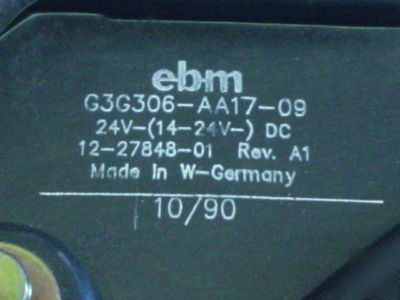 ebm
G3G306-AA17-09
24V-(14-24V-) DC
12-27848-01 Rev. A1
Made In W-Germany
10/90